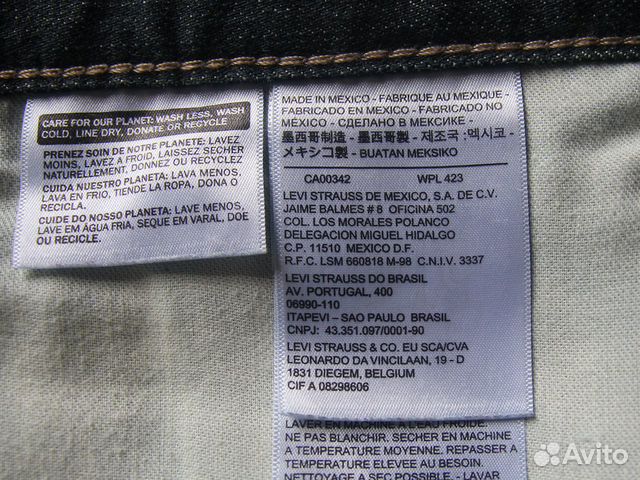 CARE FOR OUR PLANET: WASH LESS, WASH
COLD, LINE DRY, DONATE OR RECYCLE
PRENEZ SOIN DE NOTRE PLANETE: LAVEZ
MOINS, LAVEZ A FROID, LAISSEZ SECHER
NATURELLEMENT, DONNEZ OU RECYCLEZ
CUIDA NUESTRO PLANETA: LAVA MENOS,
LAVA EN FRIO, TIENDE LA ROPA, DONA O
RECICLA.
CUIDE DO NOSSO PLANETA: LAVE MENOS,
LAVE EM ÁGUA FRIA, SEQUE EM VARAL, DOE
OU RECICLE.
MADE IN MEXICO - FABRIQUE AU MEXIQUE -
FABRICADO EN MEXICO - FABRICADO NO
MÉXICO - СДЕЛАНО В МЕКСИКЕ -
墨西哥制造 - 墨西哥製 - 제조국 :멕시코 -
メキシコ製 - BUATAN MEKSIKO
CA00342 WPL 423
LEVI STRAUSS DE MEXICO, S.A. DE C.V.
JAIME BALMES # 8 OFICINA 502
COL. LOS MORALES POLANCO
DELEGACION MIGUEL HIDALGO
C.P. 11510 MEXICO D.F.
R.F.C. LSM 660818 M-98 C.N.I.V. 3337
LEVI STRAUSS DO BRASIL
AV. PORTUGAL, 400
06990-110
ITAPEVI - SAO PAULO BRASIL
CNPJ: 43.351.097/0001-90
LEVI STRAUSS & CO. EU SCA/CVA
LEONARDO DA VINCILAAN, 19 - D
1831 DIEGEM, BELGIUM
CIF A 08298606
LAVER EN MACHINE A L'EAU FROIDE.
NE PAS BLANCHIR. SECHER EN MACHINE
A TEMPERATURE MOYENNE. REPASSER A
TEMPERATURE ELEVEE AU BESOIN.
NETTOYAGE A SEC POSSIBLE. - LAVAR
Avito